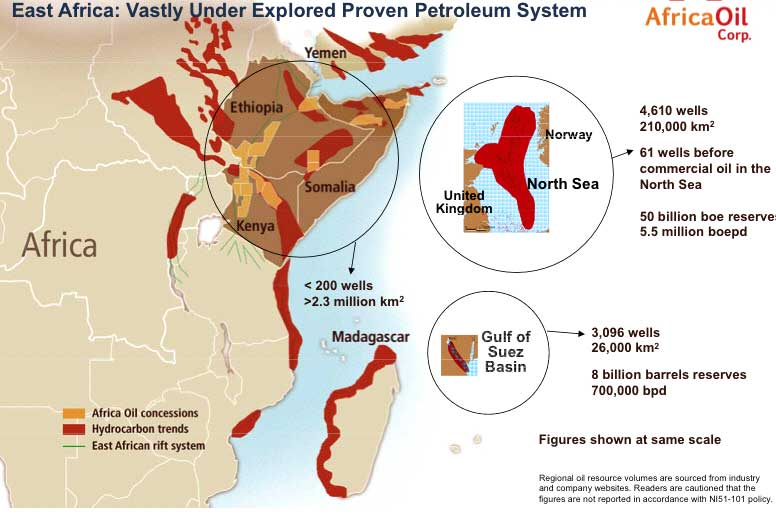 East Africa: Vastly Under Explored Proven Petroleum System
AfricaOil
Corp.
Yemen
Ethiopia
Somalia
Kenya
Africa
< 200 wells
>2.3 million km²
Madagascar
Africa Oil concessions
Hydrocarbon trends
East African rift system
Norway
North Sea
United
Kingdom
4,610 wells
210,000 km²
61 wells before
commercial oil in the
North Sea
50 billion boe reserves
5.5 million boepd
Gulf of
Suez
Basin
3,096 wells
26,000 km²
8 billion barrels reserves
700,000 bpd
Figures shown at same scale
Regional oil resource volumes are sourced from industry
and company websites. Readers are cautioned that the
figures are not reported in accordance with NI51-101 policy.